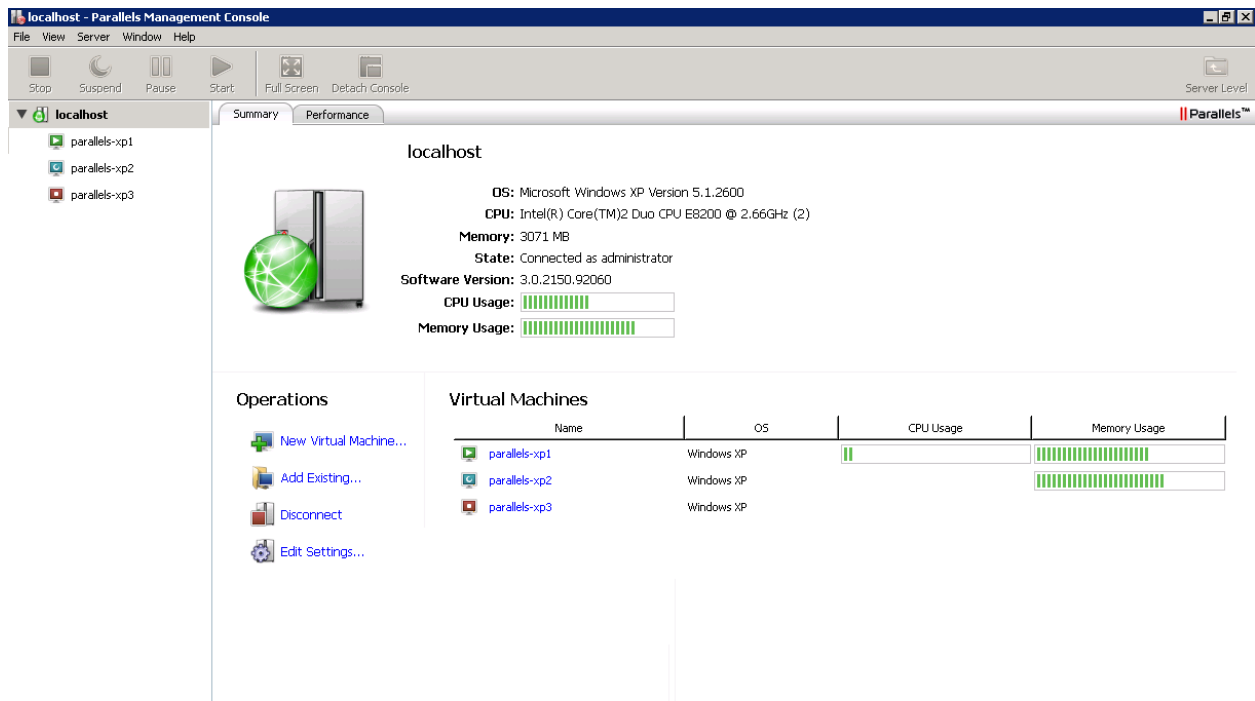 localhost - Parallels Management Console
File View Server Window Help
Stop Suspend Pause Start Full Screen Detach Console Server Level
localhost
parallels-xp1
parallels-xp2
parallels-xp3
Summary Performance
Parallels™
localhost
OS: Microsoft Windows XP Version 5.1.2600
CPU: Intel(R) Core(TM)2 Duo CPU E8200 @ 2.66GHz (2)
Memory: 3071 MB
State: Connected as administrator
Software Version: 3.0.2150.92060
CPU Usage:
Memory Usage:
Operations
New Virtual Machine...
Add Existing...
Disconnect
Edit Settings...
Virtual Machines
Name OS CPU Usage Memory Usage
parallels-xp1 Windows XP
parallels-xp2 Windows XP
parallels-xp3 Windows XP